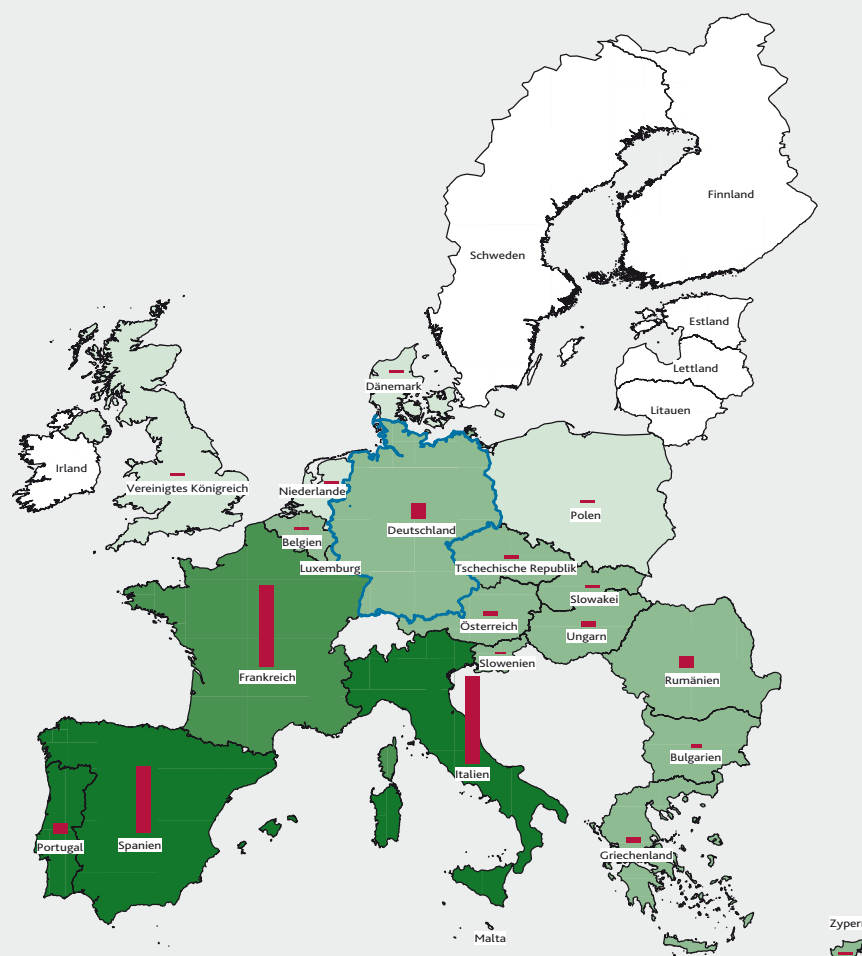 Finnland
Schweden
Estland
Lettland
Dänemark
Litauen
Irland
Vereinigtes Königreich
Niederlande
Polen
Deutschland
Belgien
Luxemburg
Tschechische Republik
Slowakei
Österreich
Ungarn
Slowenien
Frankreich
Rumänien
Bulgarien
Italien
Portugal
Spanien
Griechenland
Zypern
Malta